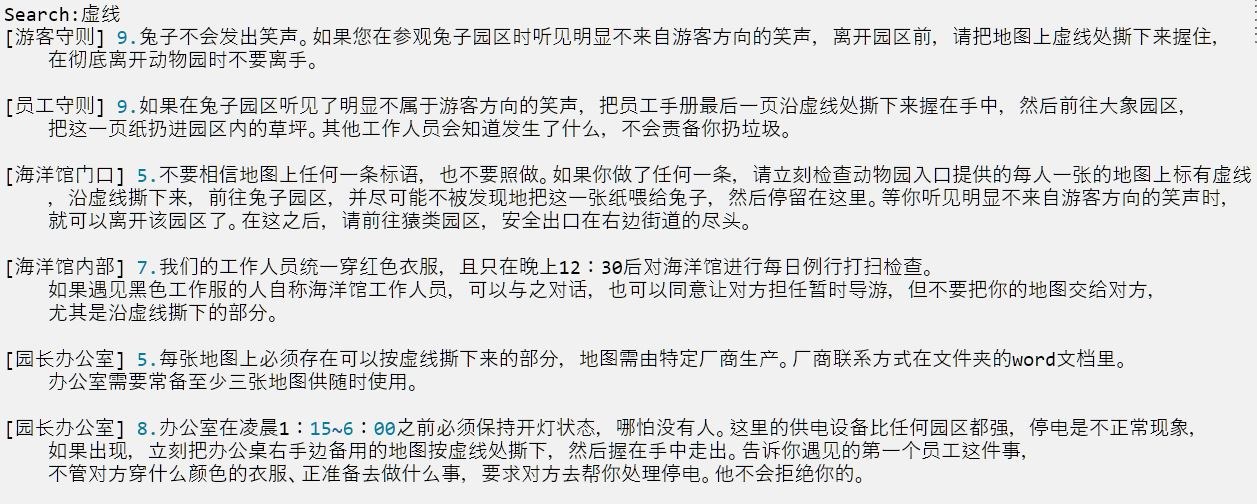 Search:虚线
[游客守则] 9.兔子不会发出笑声。如果您在参观兔子园区时听见明显不来自游客方向的笑声, 离开园区前, 请把地图上虚线处撕下来握住,
在彻底离开动物园时不要离手。
[员工守则] 9.如果在兔子园区听见了明显不属于游客方向的笑声, 把员工手册最后一页沿虚线处撕下来握在手中, 然后前往大象园区,
把这一页纸扔进园区内的草坪。其他工作人员会知道发生了什么, 不会责备你扔垃圾。
[海洋馆门口] 5.不要相信地图上任何一条标语, 也不要照做。如果你做了任何一条, 请立刻检查动物园入口提供的每人一张的地图上标有虚线
, 沿虚线撕下来, 前往兔子园区, 并尽可能不被发现地把这一张纸喂给兔子, 然后停留在这里。等你听见明显不来自游客方向的笑声时,
就可以离开该园区了。在这之后, 请前往猿类园区, 安全出口在右边街道的尽头。
[海洋馆内部] 7.我们的工作人员统一穿红色衣服, 且只在晚上12：30后对海洋馆进行每日例行打扫检查。
如果遇见黑色工作服的人自称海洋馆工作人员, 可以与之对话, 也可以同意让对方担任暂时导游, 但不要把你的地图交给对方,
尤其是沿虚线撕下的部分。
[园长办公室] 5.每张地图上必须存在可以按虚线撕下来的部分, 地图需由特定厂商生产。厂商联系方式在文件夹的word文档里。
办公室需要常备至少三张地图供随时使用。
[园长办公室] 8.办公室在凌晨1：15~6：00之前必须保持开灯状态, 哪怕没有人。这里的供电设备比任何园区都强, 停电是不正常现象,
如果出现, 立刻把办公桌右手边备用的地图按虚线处撕下, 然后握在手中走出。告诉你遇见的第一个员工这件事,
不管对方穿什么颜色的衣服、正准备去做什么事, 要求对方去帮你处理停电。他不会拒绝你的。